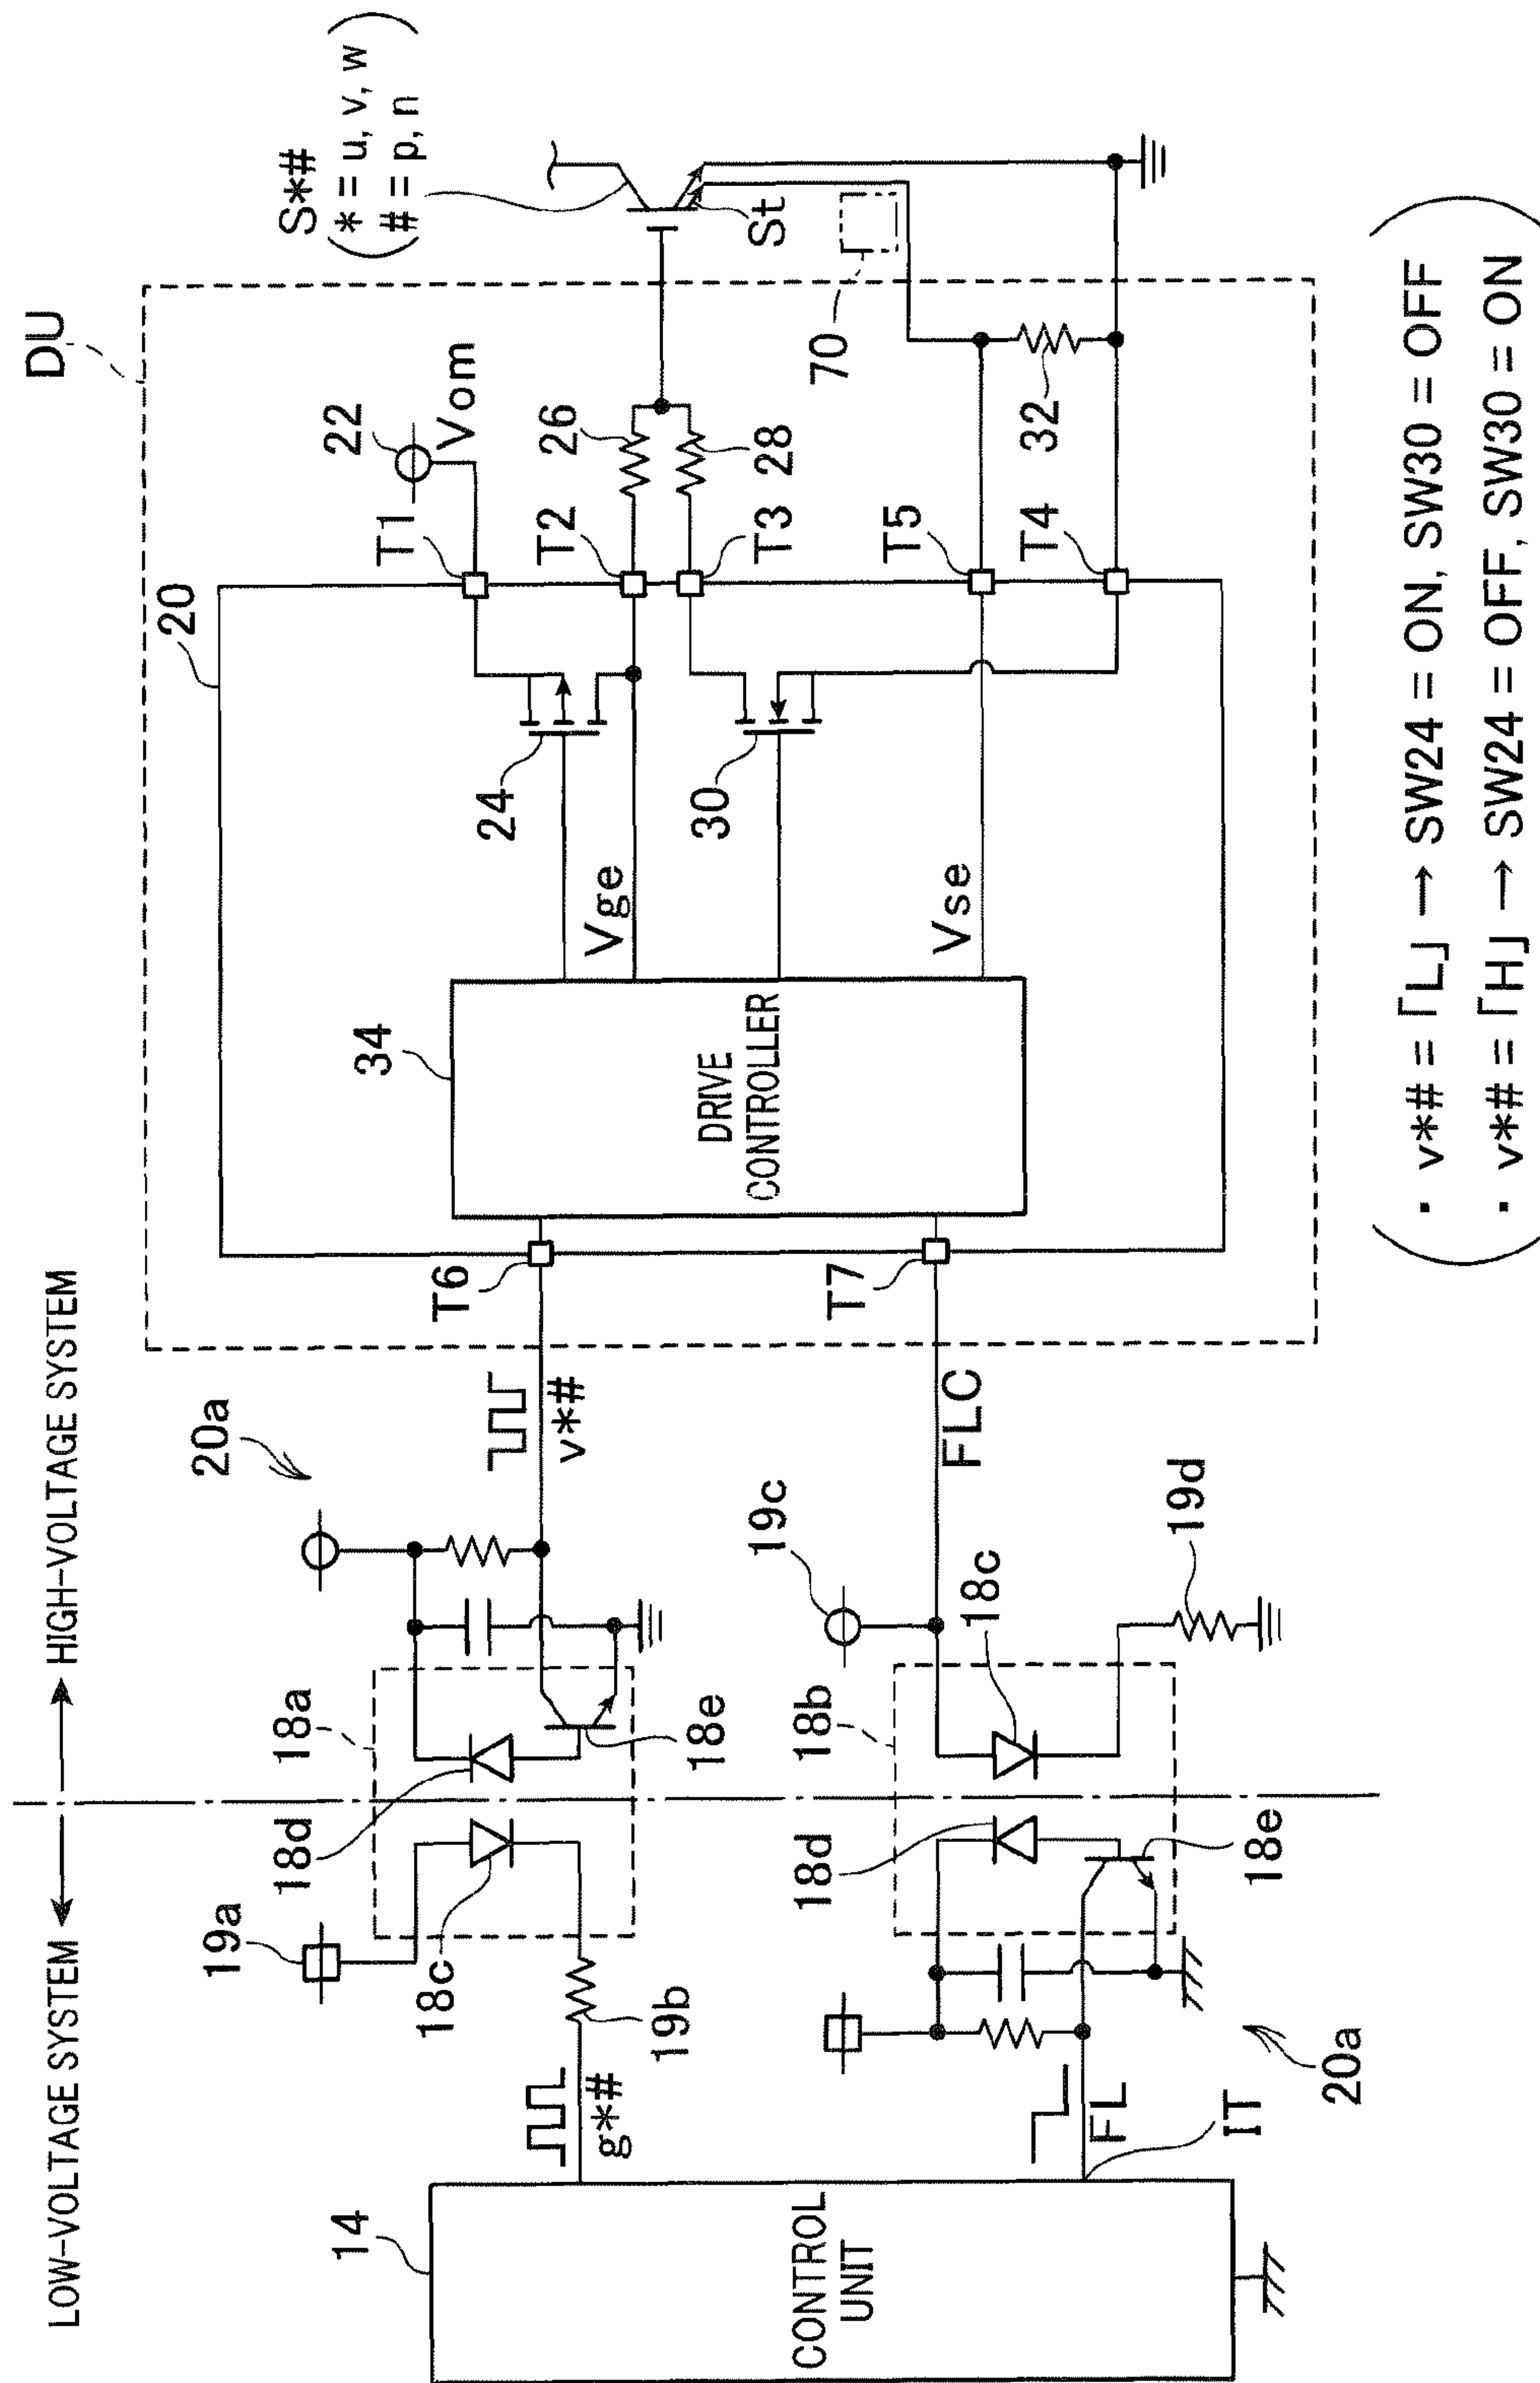 LOW-VOLTAGE SYSTEM ← → HIGH-VOLTAGE SYSTEM
DU
S*#
( * = u, v, w
# = p, n )
20
20a
22
Vom
T1
19a
18a
18d
18c
18e
19b
g*#
v*#
T6
34
DRIVE
CONTROLLER
24
Vge
T2
26
28
T3
30
St
70
14
CONTROL
UNIT
FL
IT
20a
18d
18b
18e
18c
19c
19d
FLC
T7
Vse
T5
T4
32
( • v*# = 「L」 → SW24 = ON, SW30 = OFF
• v*# = 「H」 → SW24 = OFF, SW30 = ON )